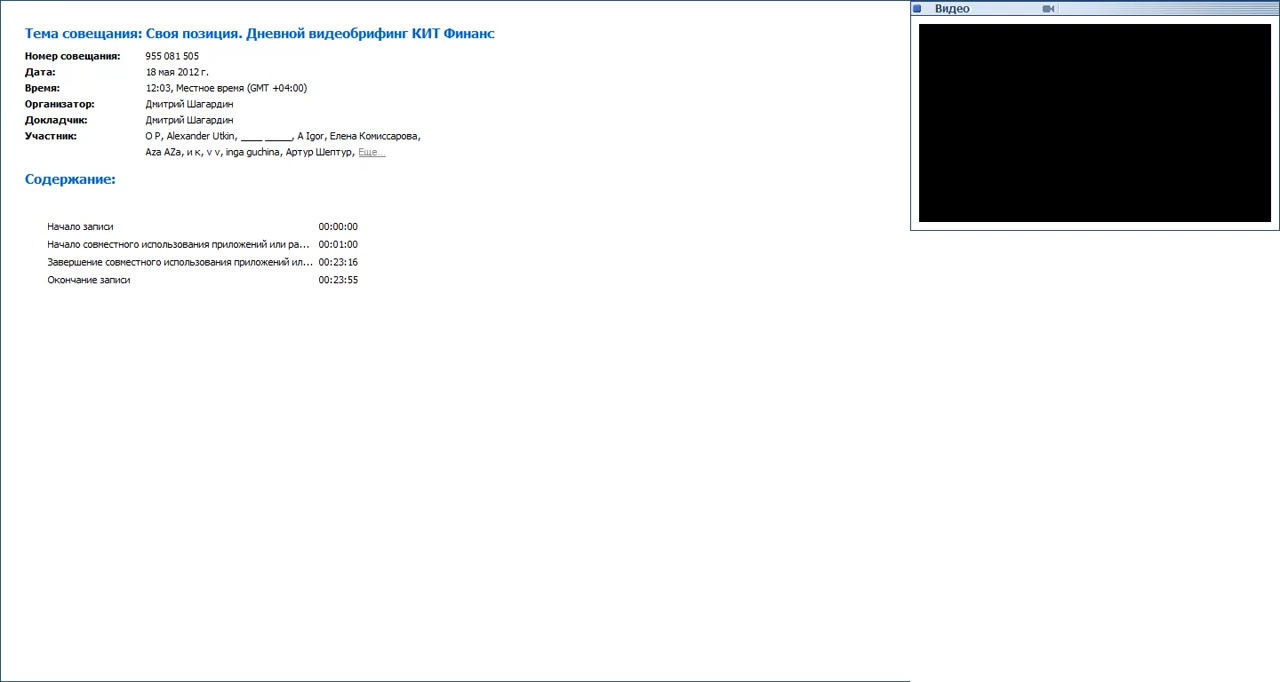 Видео
Тема совещания: Своя позиция. Дневной видеобрифинг КИТ Финанс
Номер совещания: 955 081 505
Дата: 18 мая 2012 г.
Время: 12:03, Местное время (GMT +04:00)
Организатор: Дмитрий Шагардин
Докладчик: Дмитрий Шагардин
Участник: O P, Alexander Utkin, ____ _____, A Igor, Елена Комиссарова,
Aza AZa, и к, v v, inga guchina, Артур Шептур, Еще...
Содержание:
Начало записи 00:00:00
Начало совместного использования приложений или ра... 00:01:00
Завершение совместного использования приложений ил... 00:23:16
Окончание записи 00:23:55